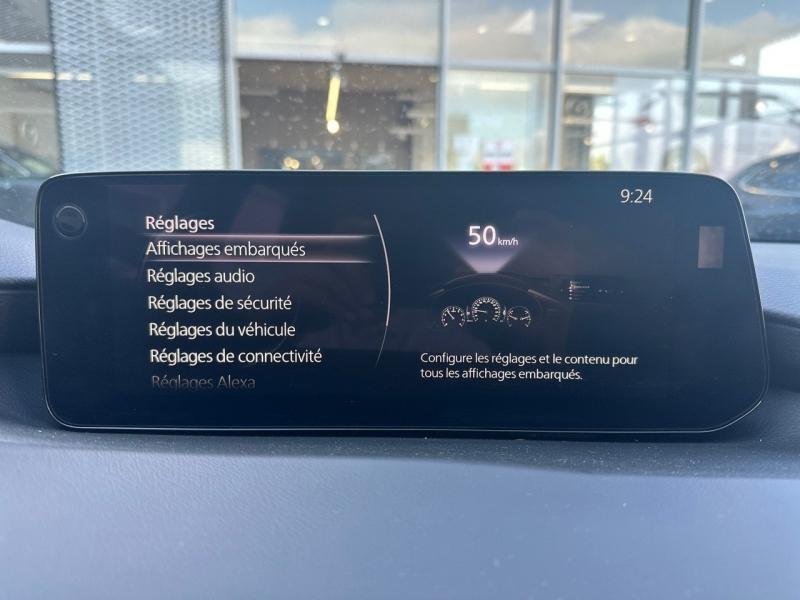 9:24
Réglages
Affichages embarqués
Réglages audio
Réglages de sécurité
Réglages du véhicule
Réglages de connectivité
Réglages Alexa
50 km/h
Configure les réglages et le contenu pour
tous les affichages embarqués.